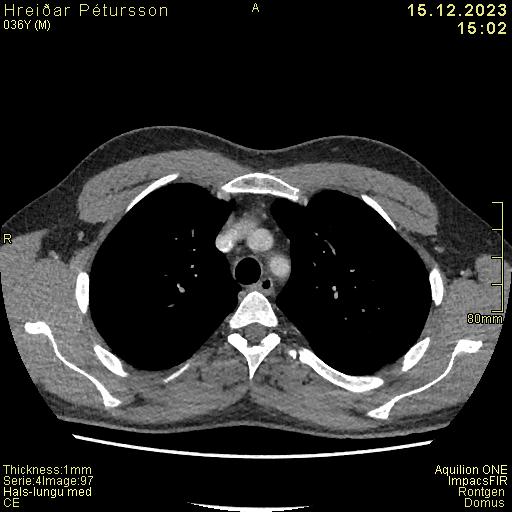 Hreiðar Pétursson
036Y (M)
A
15.12.2023
15:02
R
80mm
Thickness:1mm
Serie:4Image:97
Hals-lungu med
CE
Aquilion ONE
ImpacsFIR
Rontgen
Domus